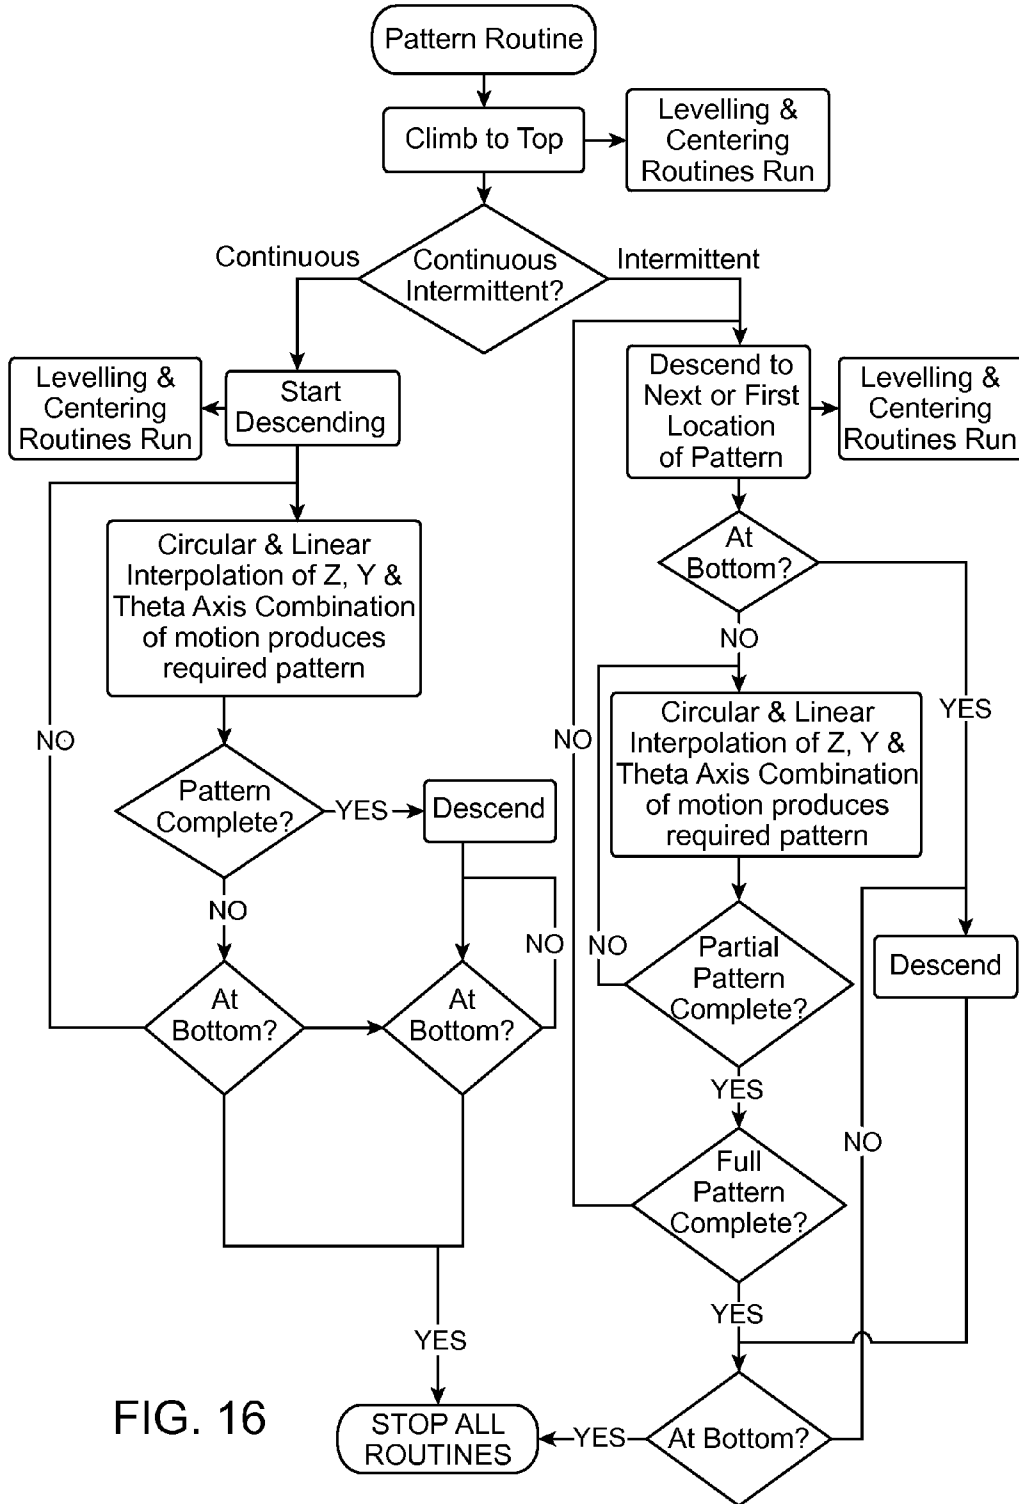 Pattern Routine
Climb to Top
Levelling &
Centering
Routines Run
Continuous
Continuous
Intermittent?
Intermittent
Levelling &
Centering
Routines Run
Start
Descending
Descend to
Next or First
Location
of Pattern
Levelling &
Centering
Routines Run
Circular & Linear
Interpolation of Z, Y &
Theta Axis Combination
of motion produces
required pattern
At
Bottom?
NO
YES
NO
NO
Circular & Linear
Interpolation of Z, Y &
Theta Axis Combination
of motion produces
required pattern
Pattern
Complete?
YES
Descend
NO
NO
NO
Partial
Pattern
Complete?
Descend
At
Bottom?
At
Bottom?
YES
NO
Full
Pattern
Complete?
YES
YES
FIG. 16
STOP ALL
ROUTINES
YES
At Bottom?